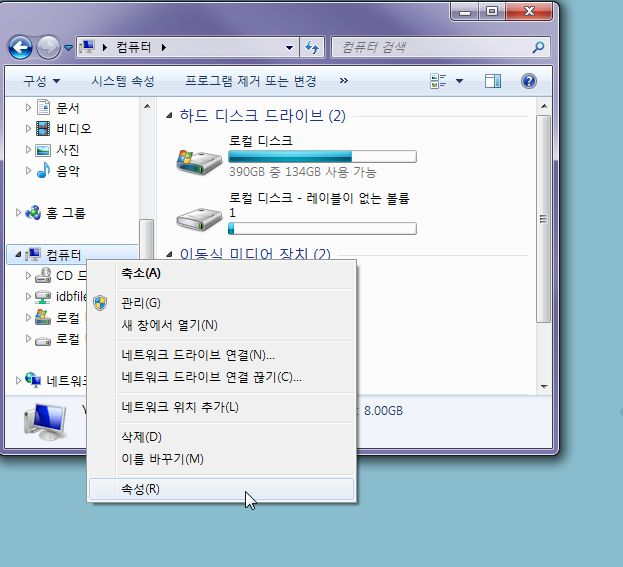 컴퓨터
컴퓨터 검색
구성
시스템 속성
프로그램 제거 또는 변경
»
문서
비디오
사진
음악
홈 그룹
컴퓨터
CD
idbfile
로컬
로컬
네트워크
하드 디스크 드라이브 (2)
로컬 디스크
390GB 중 134GB 사용 가능
로컬 디스크 - 레이블이 없는 볼륨
1
이동식 미디어 장치 (2)
축소(A)
관리(G)
새 창에서 열기(N)
네트워크 드라이브 연결(N)...
네트워크 드라이브 연결 끊기(C)...
네트워크 위치 추가(L)
삭제(D)
이름 바꾸기(M)
속성(R)
: 8.00GB